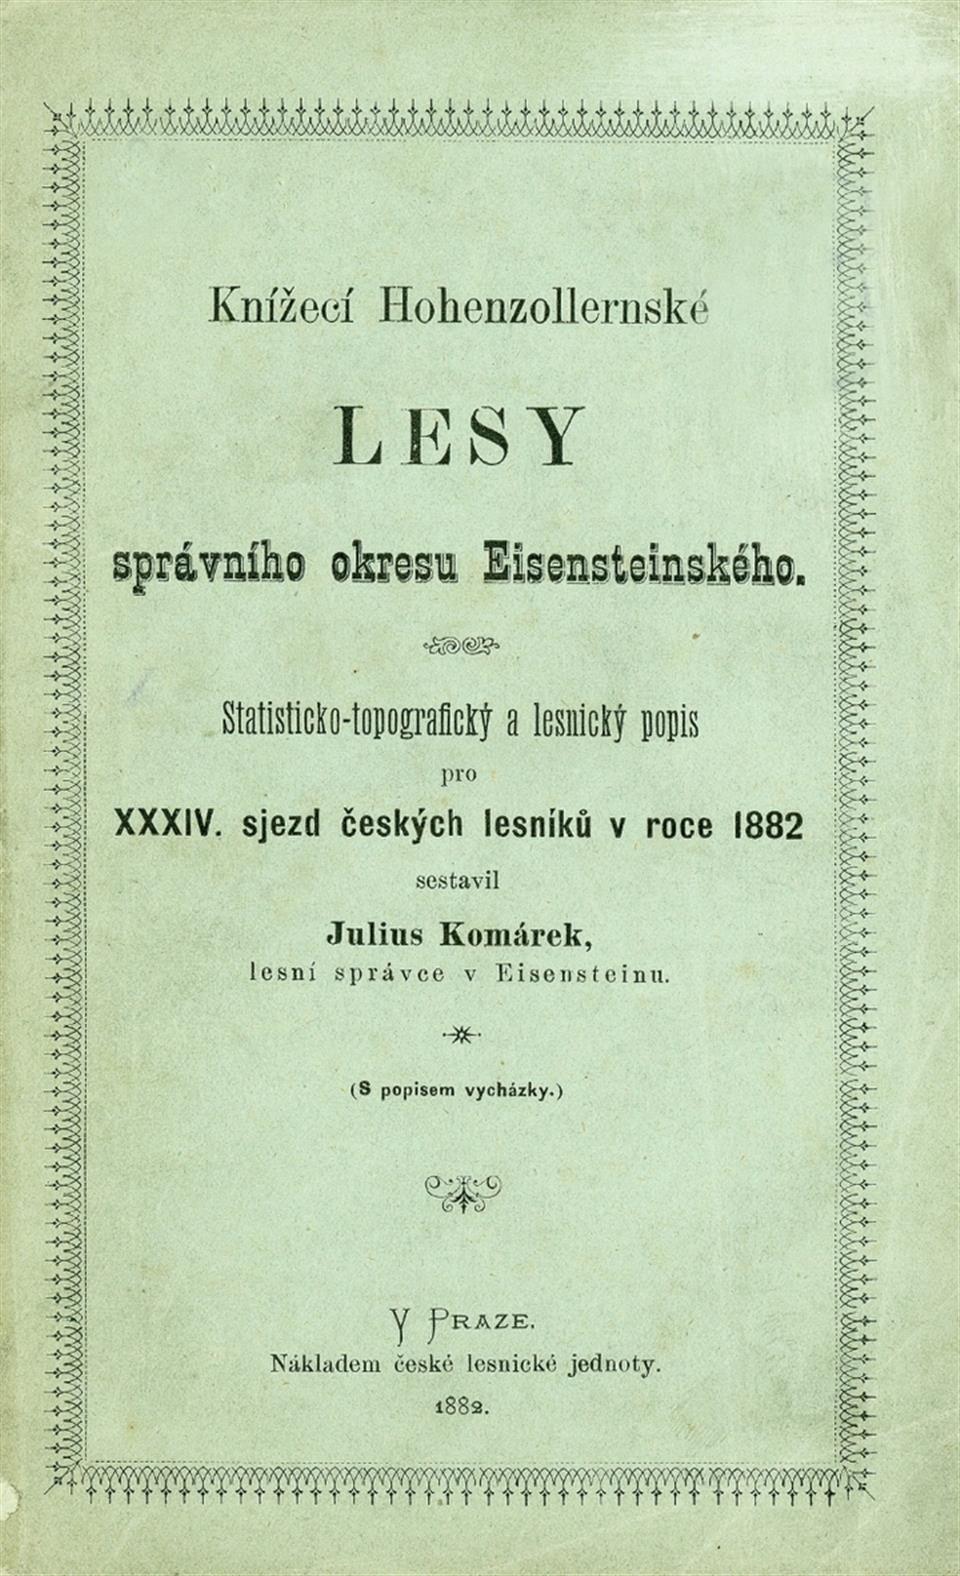 Knížecí Hohenzollernské
LESY
správního okresu Eisensteinského.
Statisticko-topografický a lesnický popis
pro
XXXIV. sjezd českých lesníků v roce 1882
sestavil
Julius Komárek,
lesní správce v Eisensteinu.
(S popisem vycházky.)
V PRAZE.
Nákladem české lesnické jednoty.
1882.